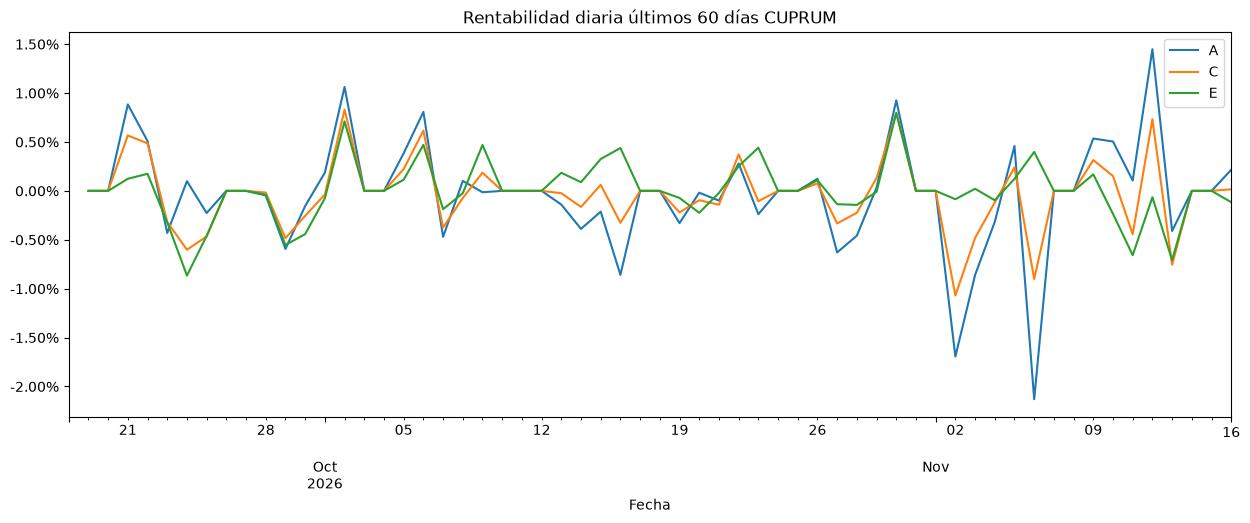 Rentabilidad diaria últimos 60 días CUPRUM
1.50%
1.00%
0.50%
0.00%
-0.50%
-1.00%
-1.50%
-2.00%
A
C
E
21 28 05 12 19 26 02 09 16
Oct Nov
2026
Fecha